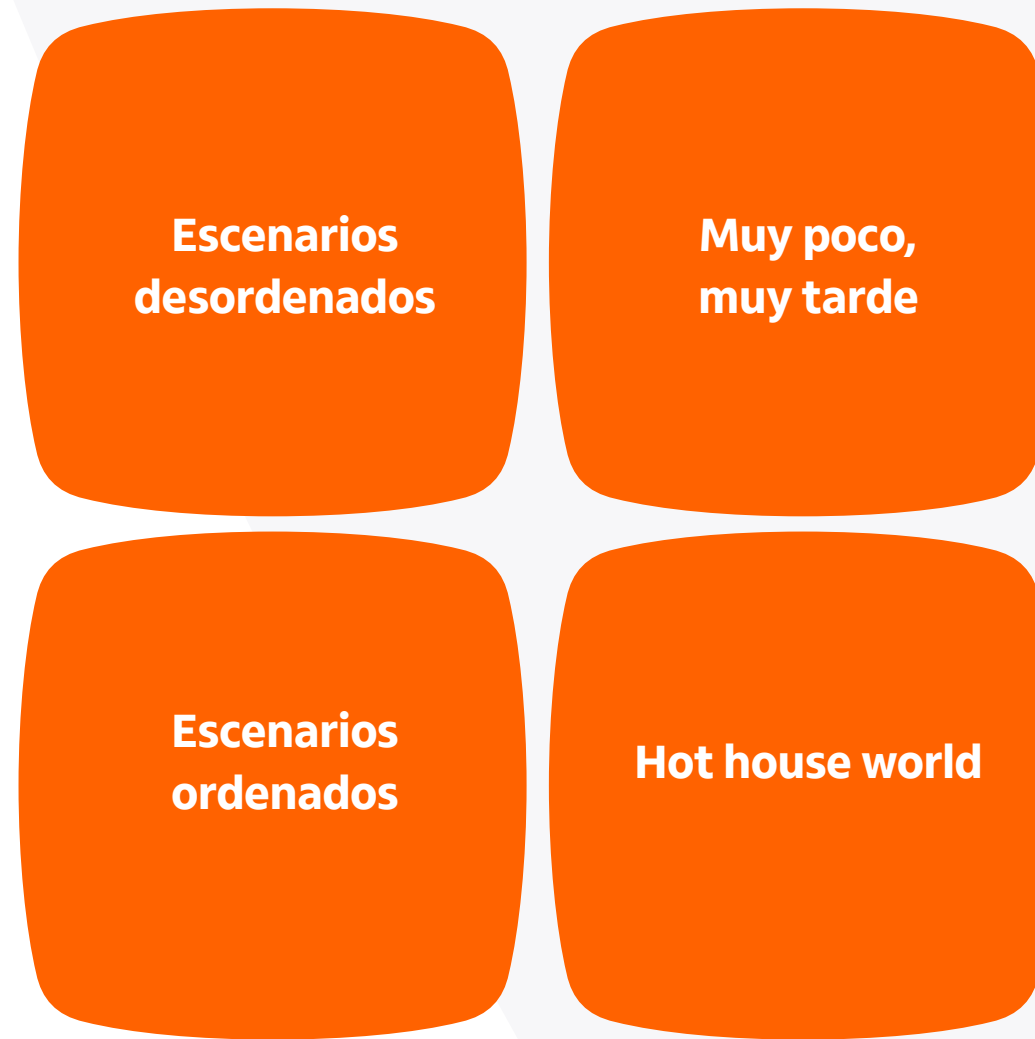 Escenarios
desordenados
Muy poco,
muy tarde
Escenarios
ordenados
Hot house world